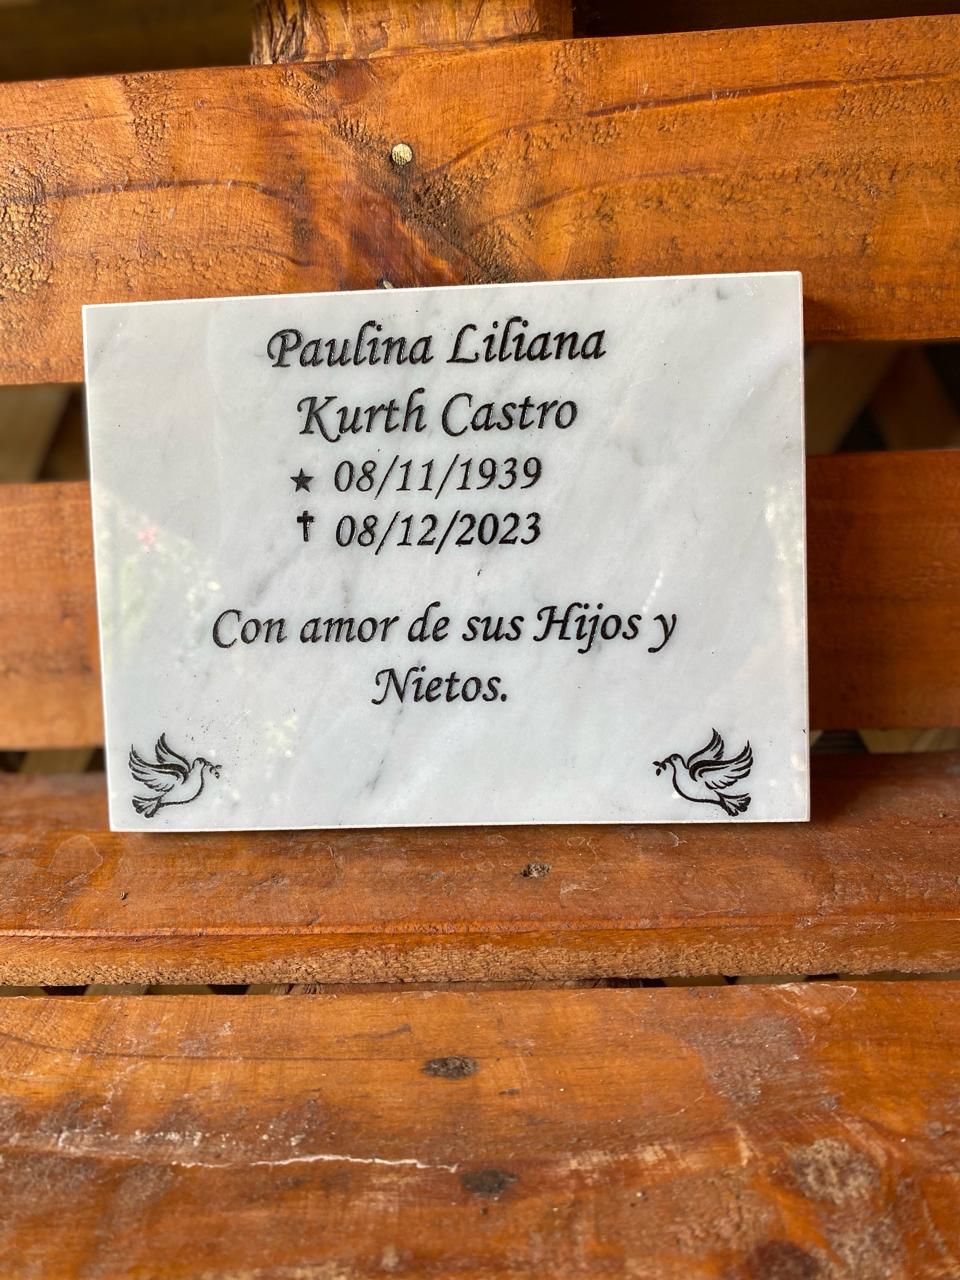 Paulina Liliana
Kurth Castro
★ 08/11/1939
✝ 08/12/2023
Con amor de sus Hijos y
Nietos.